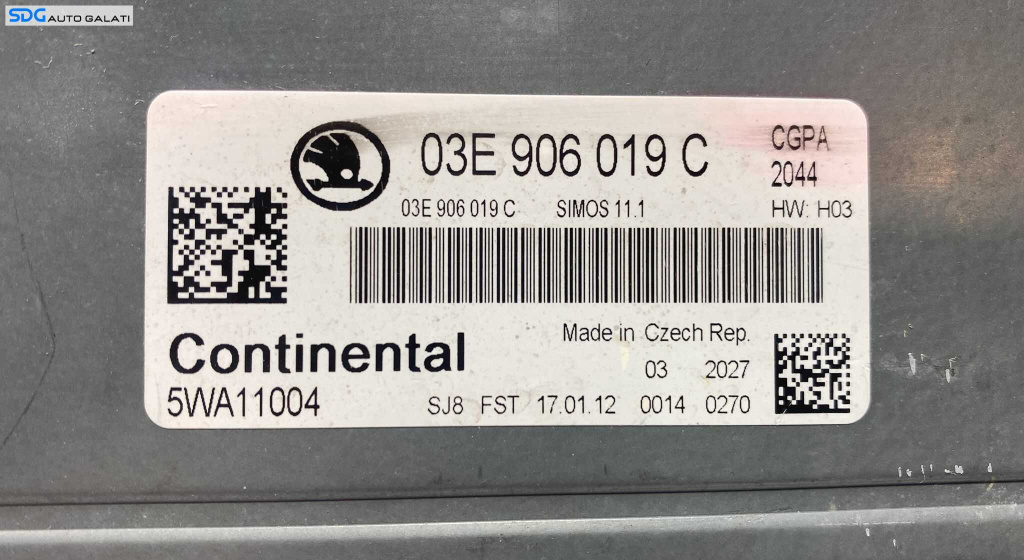 SDG AUTO GALATI
03E 906 019 C
CGPA
2044
03E 906 019 C SIMOS 11.1 HW: H03
Continental
5WA11004
Made in Czech Rep.
03 2027
SJ8 FST 17.01.12 0014 0270